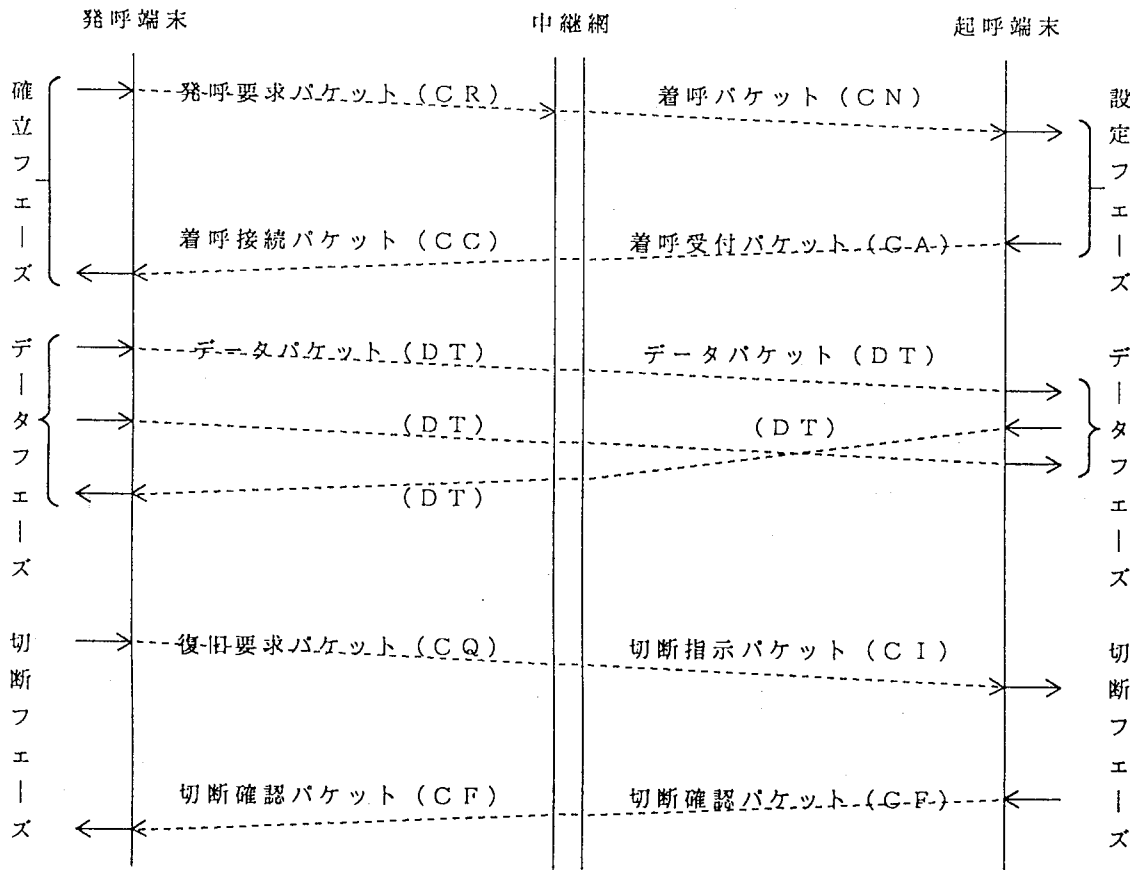 発呼端末
中継網
起呼端末
確立フェーズ
発呼要求パケット(CR)
着呼パケット(CN)
設定フェーズ
着呼接続パケット(CC)
着呼受付パケット(CA)
データフェーズ
データパケット(DT)
データパケット(DT)
データフェーズ
(DT)
(DT)
(DT)
切断フェーズ
復旧要求パケット(CQ)
切断指示パケット(CI)
切断フェーズ
切断確認パケット(CF)
切断確認パケット(CF)